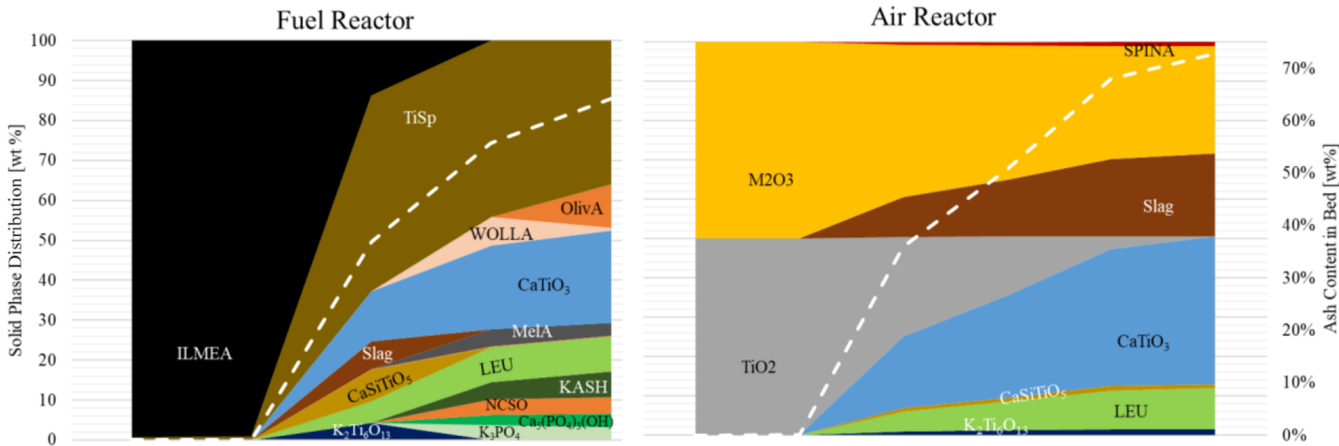 Fuel Reactor
Air Reactor
Solid Phase Distribution [wt %]
100
90
80
70
60
50
40
30
20
10
0
ILMEA
TiSp
OlivA
WOLLA
CaTiO₃
MelA
Slag
CaSiTiO₅
LEU
KASH
NCSO
Ca₅(PO₄)₃(OH)
K₂Ti₆O₁₃
K₃PO₄
SPINA
M2O3
Slag
TiO2
CaTiO₃
CaSiTiO₅
LEU
K₂Ti₆O₁₃
70%
60%
50%
40%
30%
20%
10%
0%
Ash Content in Bed [wt%]